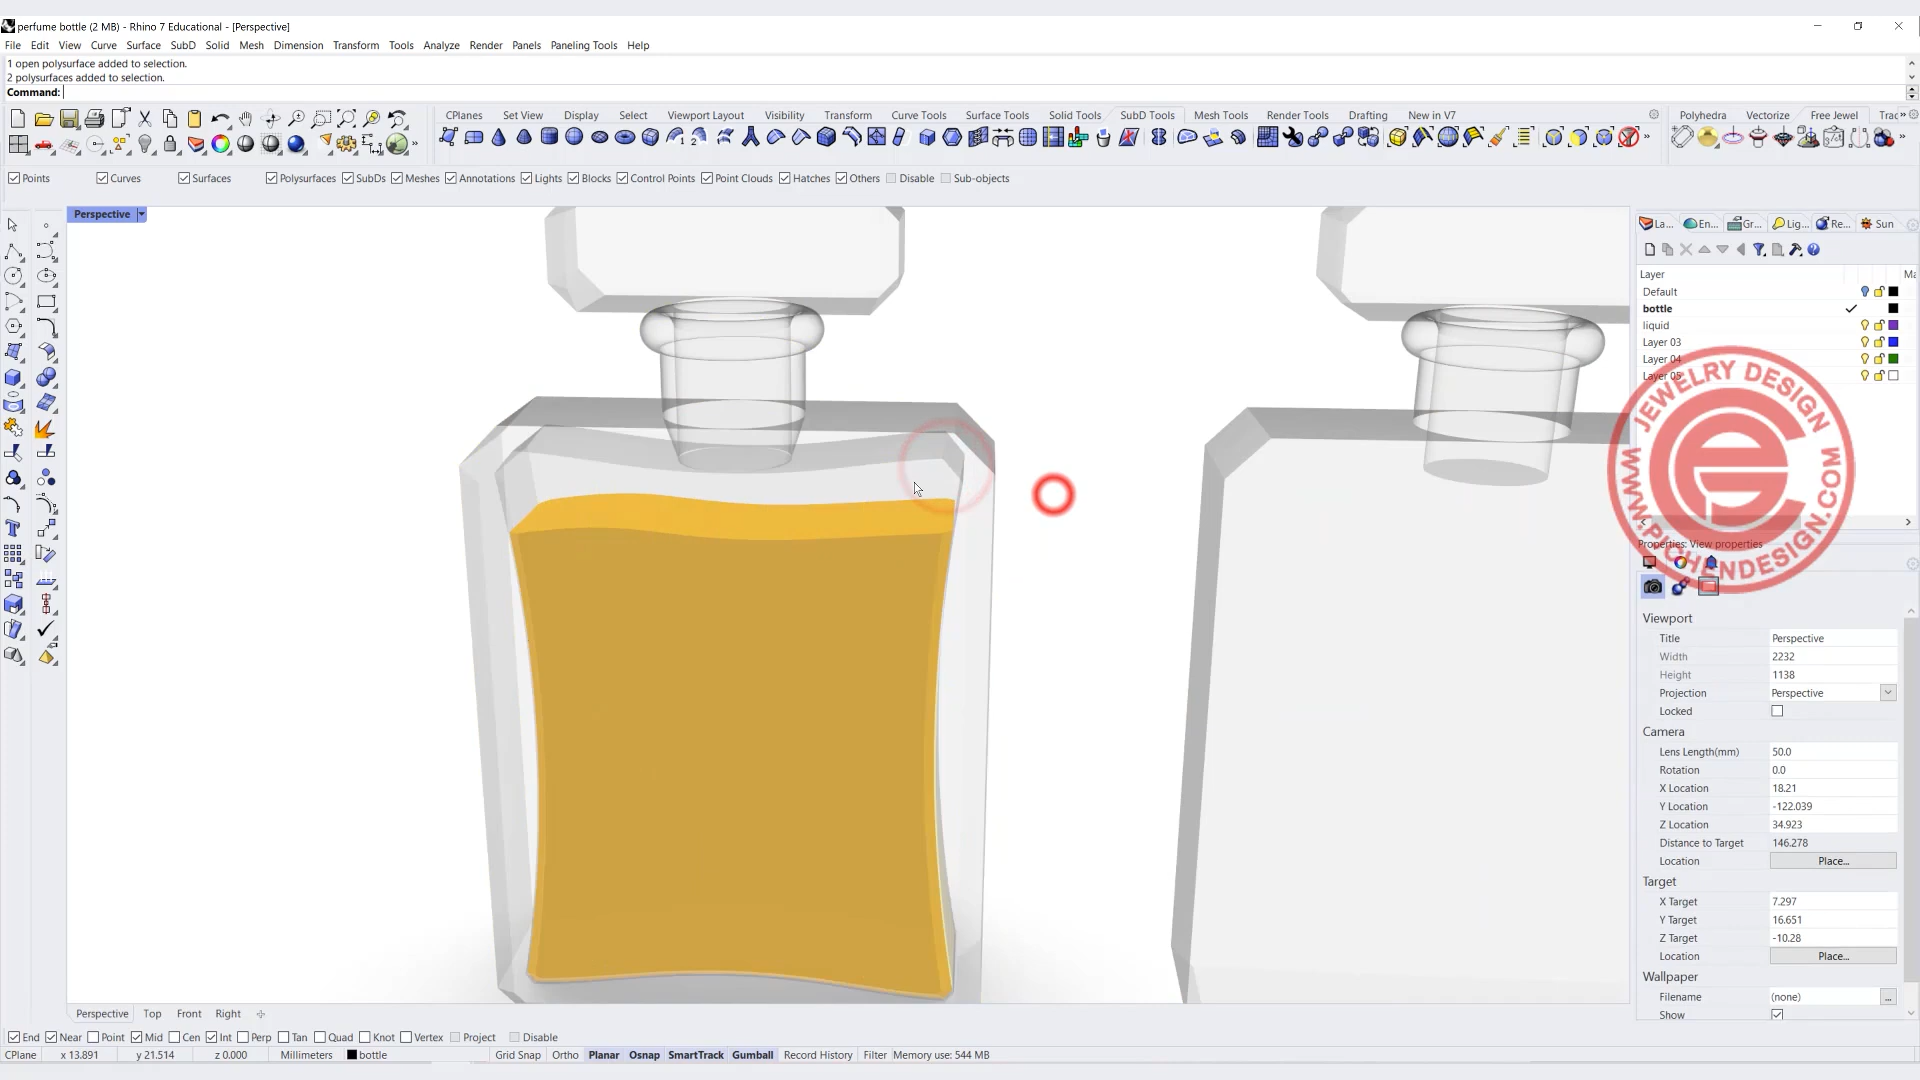 perfume bottle (2 MB) - Rhino 7 Educational - [Perspective]
File Edit View Curve Surface SubD Solid Mesh Dimension Transform Tools Analyze Render Panels Paneling Tools Help
1 open polysurface added to selection.
2 polysurfaces added to selection.
Command:
CPlanes Set View Display Select Viewport Layout Visibility Transform Curve Tools Surface Tools Solid Tools SubD Tools Mesh Tools Render Tools Drafting New in V7 Polyhedra Vectorize Free Jewel Trac »
Points Curves Surfaces Polysurfaces SubDs Meshes Annotations Lights Blocks Control Points Point Clouds Hatches Others Disable Sub-objects
Perspective
La... En... Gr... Lig... Re... Sun
Layer Ma
Default
bottle
liquid
Layer 03
Layer 04
Layer 05
JEWELRY DESIGN
WWW.PJCHENDESIGN.COM
Properties: View properties
Viewport
Title Perspective
Width 2232
Height 1138
Projection Perspective
Locked
Camera
Lens Length(mm) 50.0
Rotation 0.0
X Location 18.21
Y Location -122.039
Z Location 34.923
Distance to Target 146.278
Location Place...
Target
X Target 7.297
Y Target 16.651
Z Target -10.28
Location Place...
Wallpaper
Filename (none) ...
Show
Perspective Top Front Right
End Near Point Mid Cen Int Perp Tan Quad Knot Vertex Project Disable
CPlane x 13.891 y 21.514 z 0.000 Millimeters bottle Grid Snap Ortho Planar Osnap SmartTrack Gumball Record History Filter Memory use: 544 MB